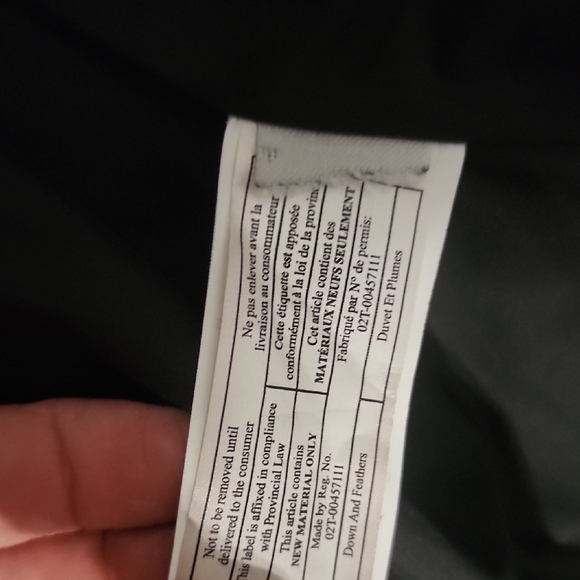 Not to be removed until
delivered to the consumer
his label is affixed in compliance
with Provincial Law
This article contains
NEW MATERIAL ONLY
Made by Reg. No.
02T-00457111
Down And Feathers
Ne pas enlever avant la
livraison au consommateur
Cette étiquette est apposée
conformément à la loi de la provinc
Cet article contient des
MATÉRIAUX NEUFS SEULEMENT
Fabriqué par N° de permis:
02T-00457111
Duvet Et Plumes